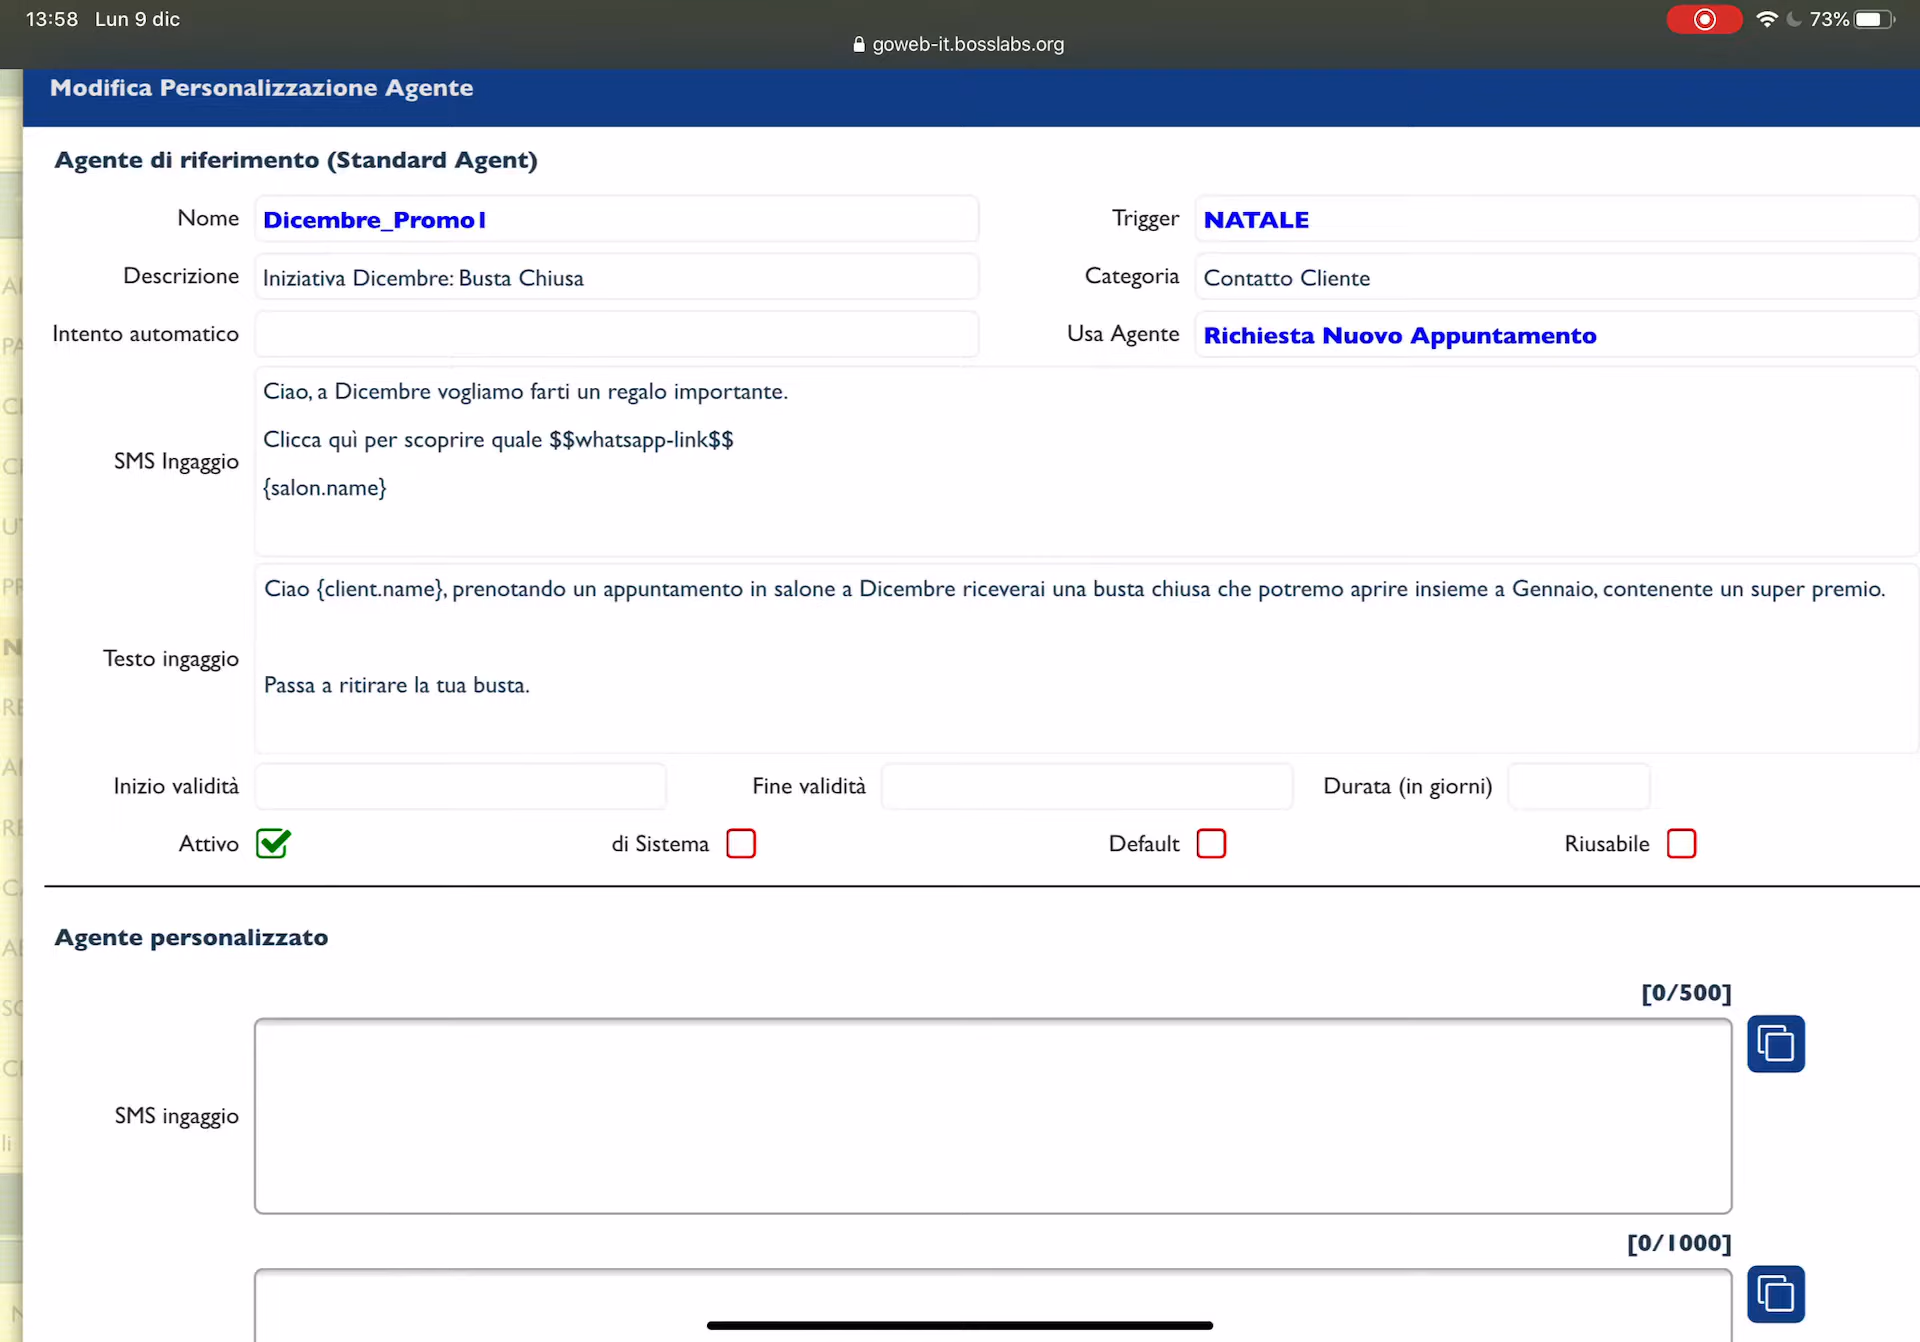 13:58 Lun 9 dic
73%
goweb-it.bosslabs.org
Modifica Personalizzazione Agente
Agente di riferimento (Standard Agent)
Nome Dicembre_Promo1
Trigger NATALE
Descrizione Iniziativa Dicembre: Busta Chiusa
Categoria Contatto Cliente
Intento automatico
Usa Agente Richiesta Nuovo Appuntamento
SMS Ingaggio
Ciao, a Dicembre vogliamo farti un regalo importante.
Clicca quì per scoprire quale $$whatsapp-link$$
{salon.name}
Testo ingaggio
Ciao {client.name}, prenotando un appuntamento in salone a Dicembre riceverai una busta chiusa che potremo aprire insieme a Gennaio, contenente un super premio.
Passa a ritirare la tua busta.
Inizio validità
Fine validità
Durata (in giorni)
Attivo
di Sistema
Default
Riusabile
Agente personalizzato
[0/500]
SMS ingaggio
[0/1000]